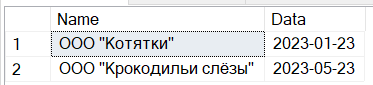 Name Data
1 ООО "Котятки" 2023-01-23
2 ООО "Крокодильи слёзы" 2023-05-23